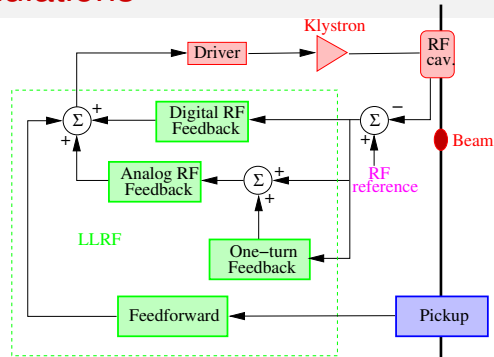 Klystron
Driver
RF
cav.
Σ
+
+
Digital RF
Feedback
Σ
−
+
Beam
Analog RF
Feedback
Σ
+
+
RF
reference
LLRF
One−turn
Feedback
Feedforward
Pickup